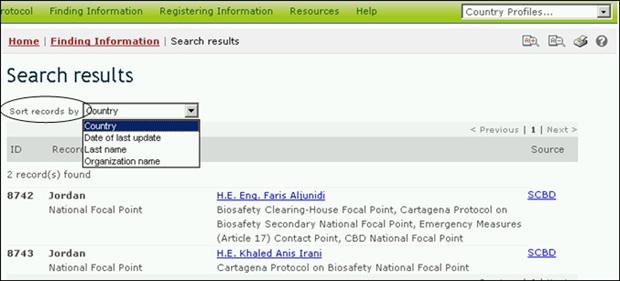 rotocol Finding Information Registering Information Resources Help Country Profiles...
Home | Finding Information | Search results
Search results
Sort records by Country
Country
Date of last update
Last name
Organization name
< Previous | 1 | Next >
ID Record Source
2 record(s) found
8742 Jordan H.E. Eng. Faris Aljunidi SCBD
National Focal Point Biosafety Clearing-House Focal Point, Cartagena Protocol on
Biosafety Secondary National Focal Point, Emergency Measures
(Article 17) Contact Point, CBD National Focal Point
8743 Jordan H.E. Khaled Anis Irani SCBD
National Focal Point Cartagena Protocol on Biosafety National Focal Point